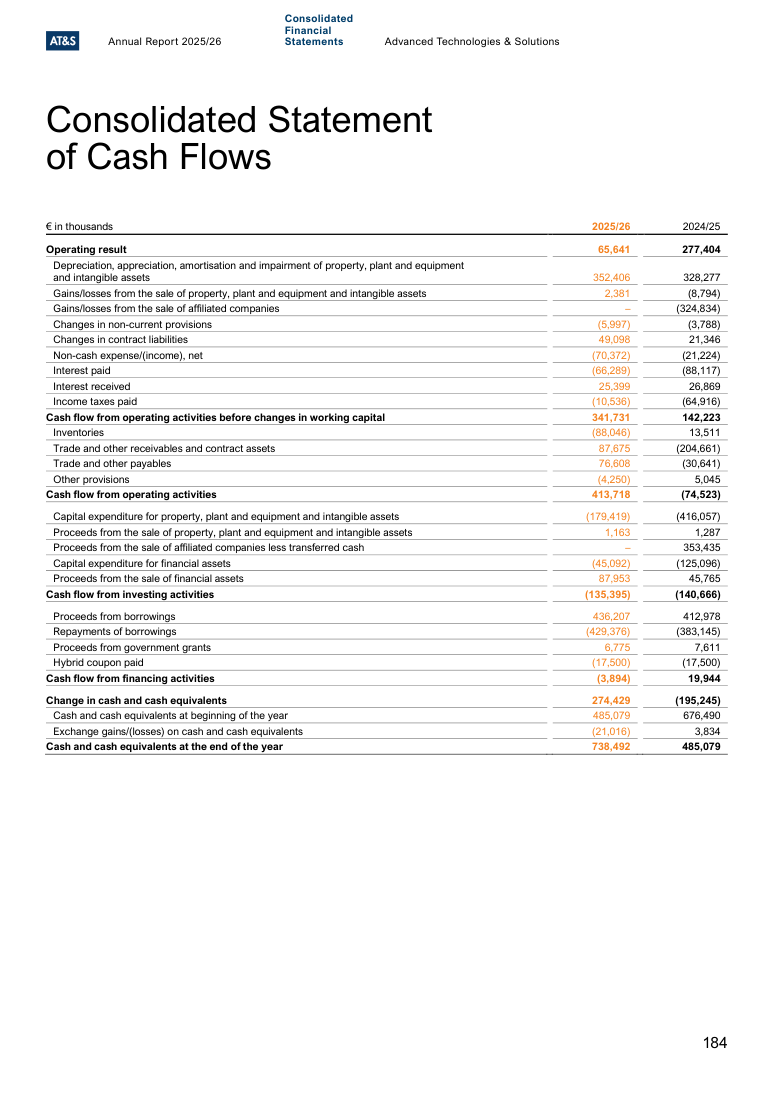 AT&S
Annual Report 2025/26
Consolidated
Financial
Statements
Advanced Technologies & Solutions
Consolidated Statement
of Cash Flows
€ in thousands 2025/26 2024/25
Operating result 65,641 277,404
Depreciation, appreciation, amortisation and impairment of property, plant and equipment
and intangible assets 352,406 328,277
Gains/losses from the sale of property, plant and equipment and intangible assets 2,381 (8,794)
Gains/losses from the sale of affiliated companies – (324,834)
Changes in non-current provisions (5,997) (3,788)
Changes in contract liabilities 49,098 21,346
Non-cash expense/(income), net (70,372) (21,224)
Interest paid (66,289) (88,117)
Interest received 25,399 26,869
Income taxes paid (10,536) (64,916)
Cash flow from operating activities before changes in working capital 341,731 142,223
Inventories (88,046) 13,511
Trade and other receivables and contract assets 87,675 (204,661)
Trade and other payables 76,608 (30,641)
Other provisions (4,250) 5,045
Cash flow from operating activities 413,718 (74,523)
Capital expenditure for property, plant and equipment and intangible assets (179,419) (416,057)
Proceeds from the sale of property, plant and equipment and intangible assets 1,163 1,287
Proceeds from the sale of affiliated companies less transferred cash – 353,435
Capital expenditure for financial assets (45,092) (125,096)
Proceeds from the sale of financial assets 87,953 45,765
Cash flow from investing activities (135,395) (140,666)
Proceeds from borrowings 436,207 412,978
Repayments of borrowings (429,376) (383,145)
Proceeds from government grants 6,775 7,611
Hybrid coupon paid (17,500) (17,500)
Cash flow from financing activities (3,894) 19,944
Change in cash and cash equivalents 274,429 (195,245)
Cash and cash equivalents at beginning of the year 485,079 676,490
Exchange gains/(losses) on cash and cash equivalents (21,016) 3,834
Cash and cash equivalents at the end of the year 738,492 485,079
184